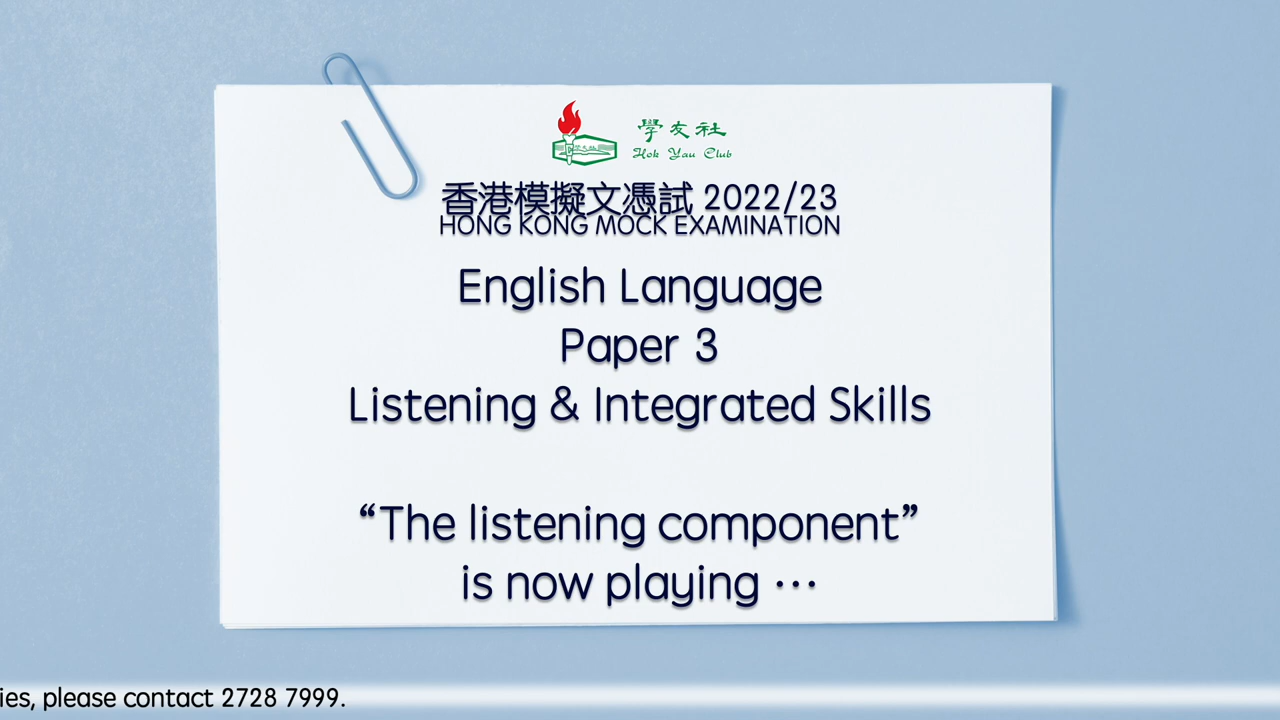 學友社
Hok Yau Club
香港模擬文憑試 2022/23
HONG KONG MOCK EXAMINATION
English Language
Paper 3
Listening & Integrated Skills
“The listening component”
is now playing ···
ies, please contact 2728 7999.